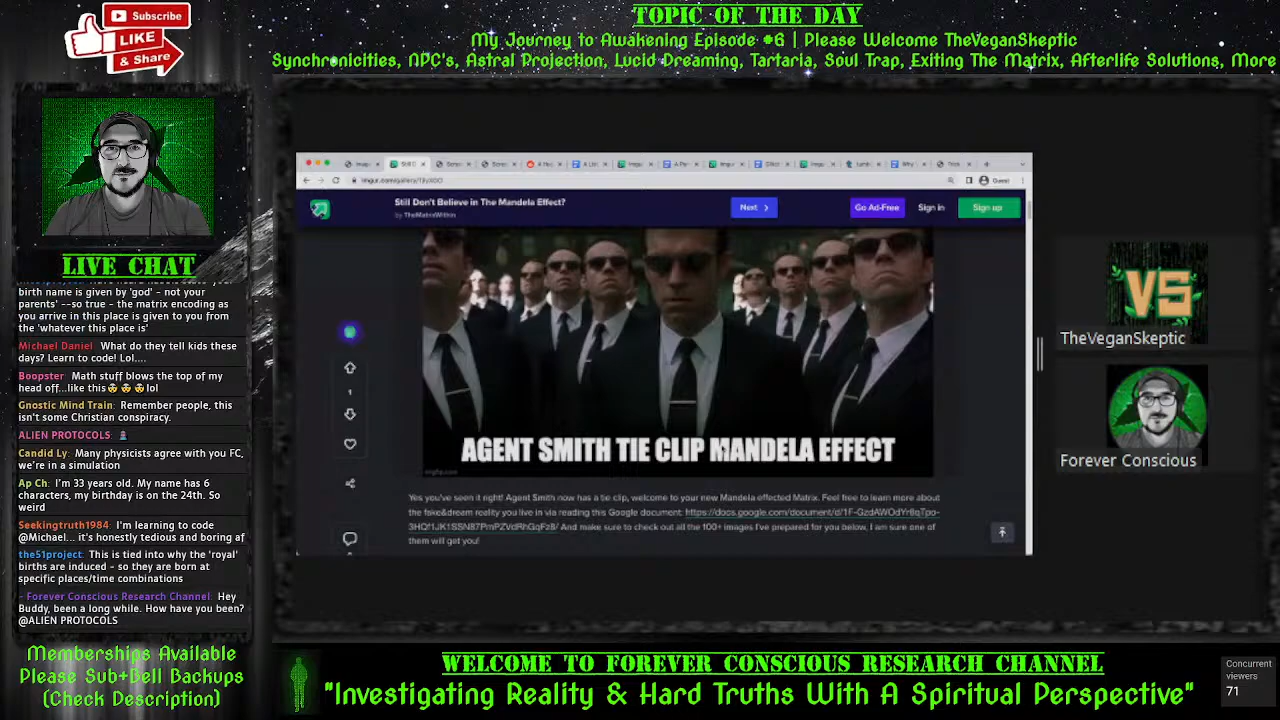 Subscribe
LIKE
& Share
TOPIC OF THE DAY
My Journey to Awakening Episode #6 | Please Welcome TheVeganSkeptic
Synchronicities, NPC's, Astral Projection, Lucid Dreaming, Tartaria, Soul Trap, Exiting The Matrix, Afterlife Solutions, More
LIVE CHAT
birth name is given by 'god' - not your
parents' --so true - the matrix encoding as
you arrive in this place is given to you from
the 'whatever this place is'
Michael Daniel What do they tell kids these
days? Learn to code! Lol....
Boopster: Math stuff blows the top of my
head off...like this🤯🤯🤯lol
Gnostic Mind Train: Remember people, this
isn't some Christian conspiracy.
ALIEN PROTOCOLS:
Candid Ly: Many physicists agree with you FC,
we're in a simulation
Ap Ch: I'm 33 years old. My name has 6
characters, my birthday is on the 24th. So
weird
Seekingtruth1984: I'm learning to code
@Michael... it's honestly tedious and boring af
the51project: This is tied into why the 'royal'
births are induced - so they are born at
specific places/time combinations
- Forever Conscious Research Channel: Hey
Buddy, been a long while. How have you been?
@ALIEN PROTOCOLS
Memberships Available
Please Sub+Bell Backups
(Check Description)
Guest
Still Don't Believe in The Mandela Effect?
by TheMatrixWithin
Next >
Go Ad-Free
Sign in
Sign up
AGENT SMITH TIE CLIP MANDELA EFFECT
imgflip.com
1
Yes you've seen it right! Agent Smith now has a tie clip, welcome to your new Mandela effected Matrix. Feel free to learn more about
the fake&dream reality you live in via reading this Google document:
And make sure to check out all the 100+ images I've prepared for you below, I am sure one of
them will get you!
VS
TheVeganSkeptic
Forever Conscious
WELCOME TO FOREVER CONSCIOUS RESEARCH CHANNEL
"Investigating Reality & Hard Truths With A Spiritual Perspective"
Concurrent
viewers
71